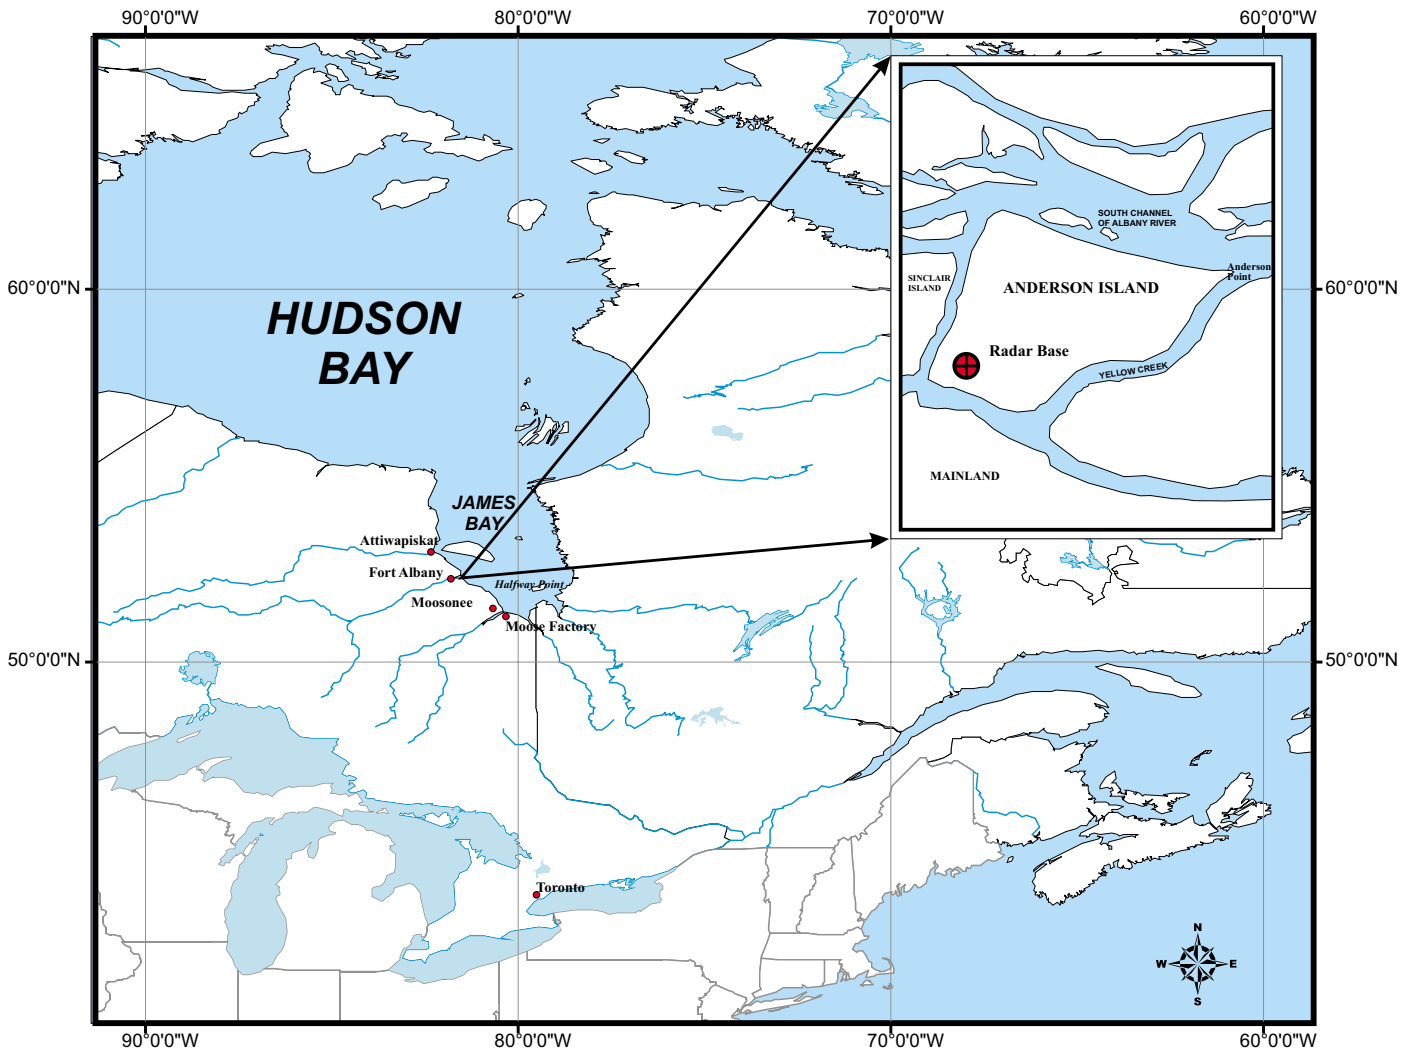 90°0'0"W
80°0'0"W
70°0'0"W
60°0'0"W
SOUTH CHANNEL
OF ALBANY RIVER
Anderson
Point
SINCLAIR
ISLAND
ANDERSON ISLAND
60°0'0"N
60°0'0"N
HUDSON
BAY
Radar Base
YELLOW CREEK
MAINLAND
JAMES
BAY
Attiwapiskat
Fort Albany
Halfway Point
Moosonee
Moose Factory
50°0'0"N
50°0'0"N
Toronto
N
W
E
S
90°0'0"W
80°0'0"W
70°0'0"W
60°0'0"W